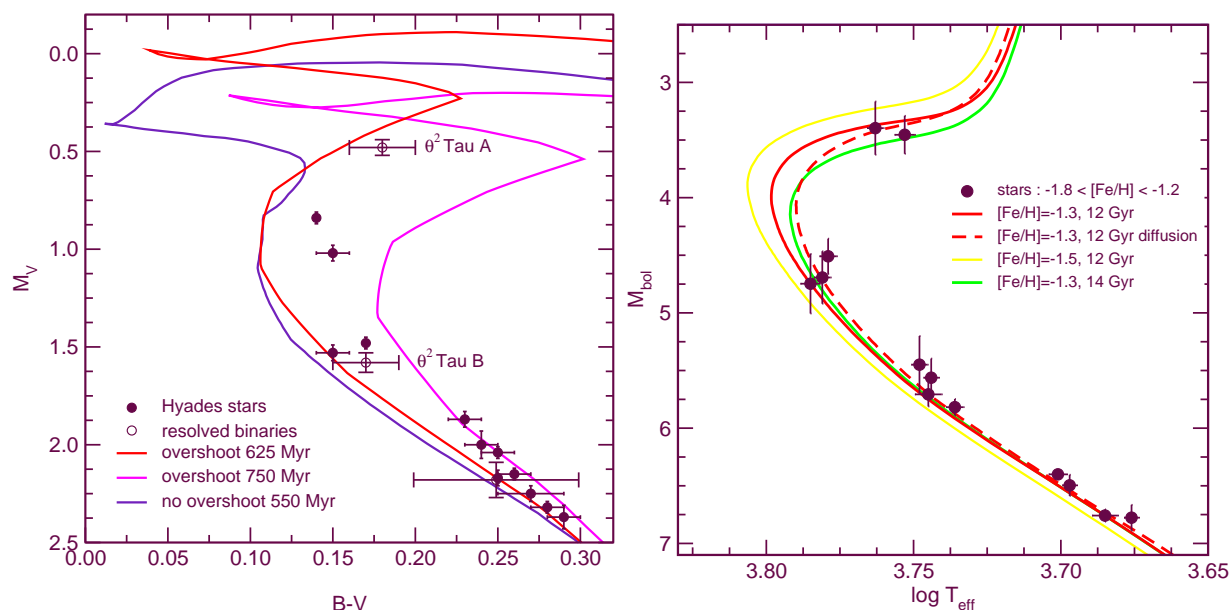 0.0
0.5
1.0
1.5
2.0
2.5
M_V
0.00
0.05
0.10
0.15
0.20
0.25
0.30
B-V
θ² Tau A
θ² Tau B
Hyades stars
resolved binaries
overshoot 625 Myr
overshoot 750 Myr
no overshoot 550 Myr
3
4
5
6
7
M_bol
3.80
3.75
3.70
3.65
log T_eff
stars : -1.8 < [Fe/H] < -1.2
[Fe/H]=-1.3, 12 Gyr
[Fe/H]=-1.3, 12 Gyr diffusion
[Fe/H]=-1.5, 12 Gyr
[Fe/H]=-1.3, 14 Gyr